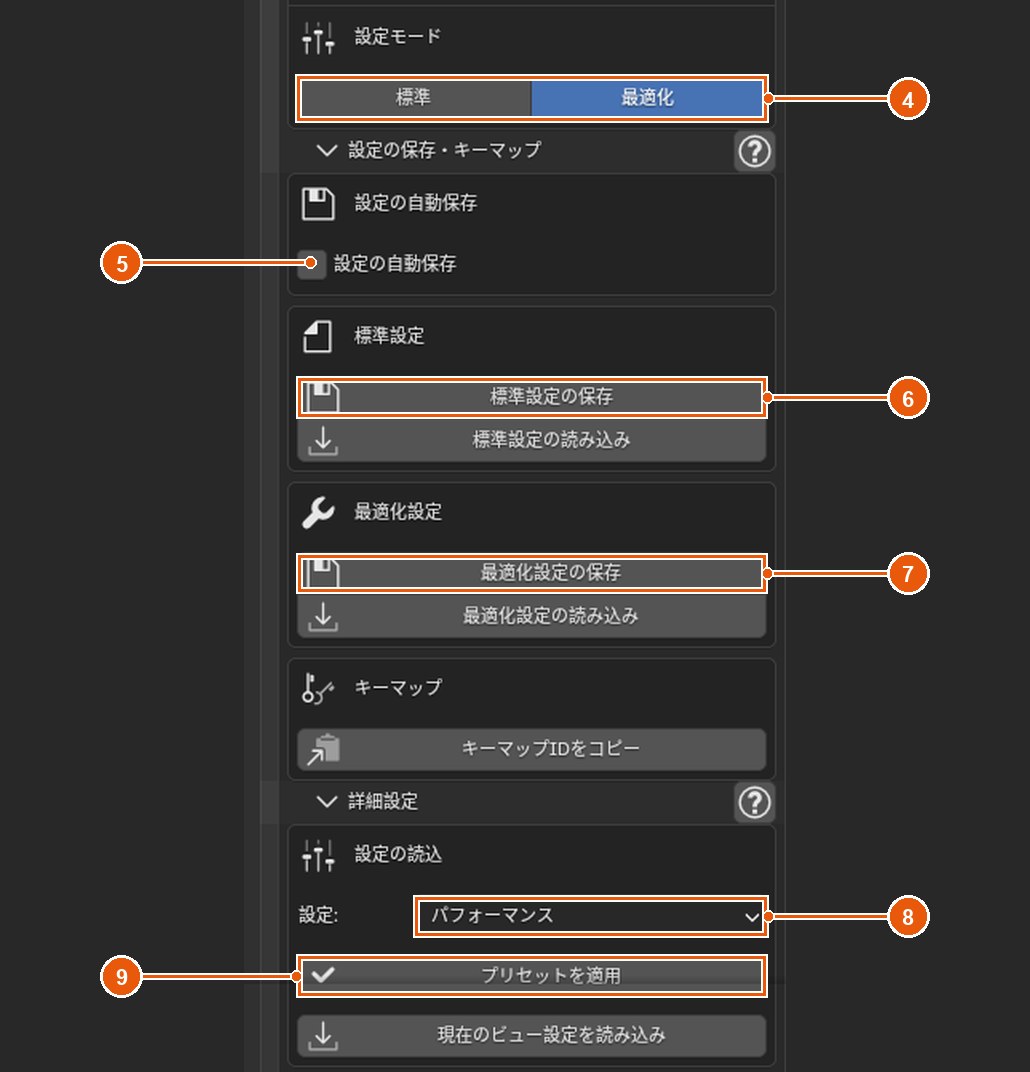 設定モード
標準 最適化
4
設定の保存・キーマップ ?
設定の自動保存
5
設定の自動保存
標準設定
標準設定の保存
6
標準設定の読み込み
最適化設定
最適化設定の保存
7
最適化設定の読み込み
キーマップ
キーマップIDをコピー
詳細設定 ?
設定の読込
設定: パフォーマンス
8
9
プリセットを適用
現在のビュー設定を読み込み